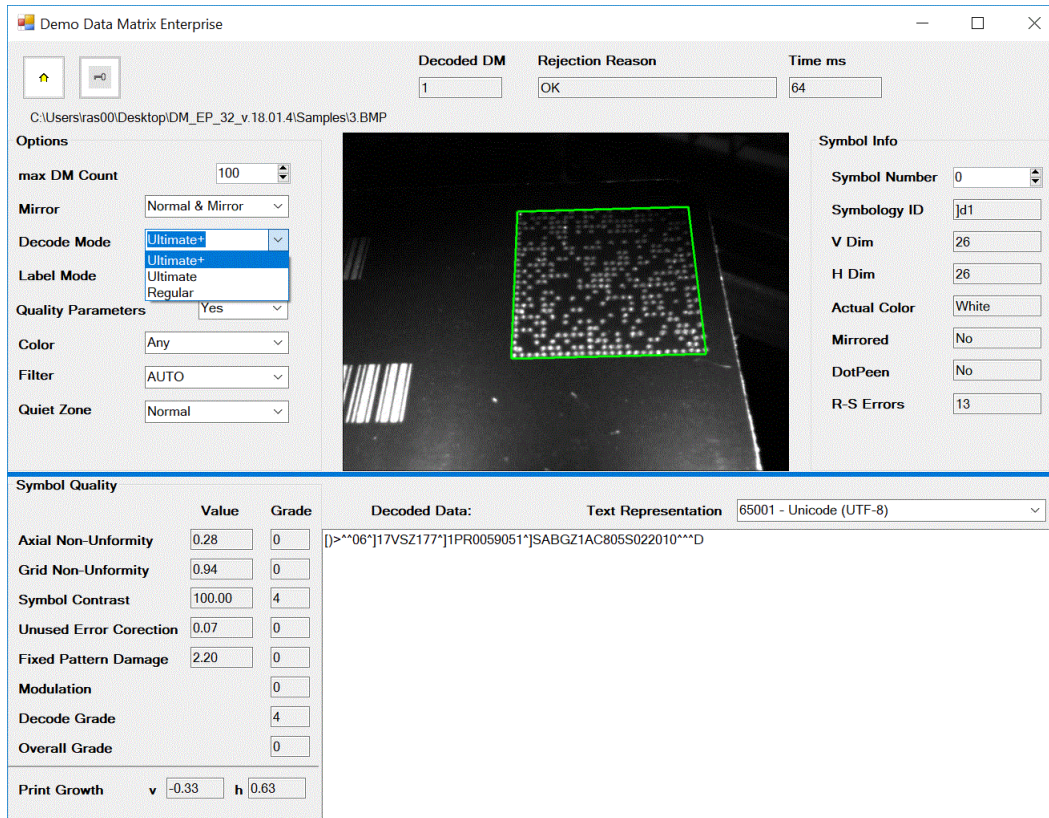 Demo Data Matrix Enterprise
Decoded DM Rejection Reason Time ms
1 OK 64
C:\Users\ras00\Desktop\DM_EP_32_v.18.01.4\Samples\3.BMP
Options
max DM Count 100
Mirror Normal & Mirror
Decode Mode Ultimate+
Ultimate+
Label Mode Ultimate
Regular
Quality Parameters Yes
Color Any
Filter AUTO
Quiet Zone Normal
Symbol Info
Symbol Number 0
Symbology ID ]d1
V Dim 26
H Dim 26
Actual Color White
Mirrored No
DotPeen No
R-S Errors 13
Symbol Quality
Value Grade
Axial Non-Uniformity 0.28 0
Grid Non-Uniformity 0.94 0
Symbol Contrast 100.00 4
Unused Error Corection 0.07 0
Fixed Pattern Damage 2.20 0
Modulation 0
Decode Grade 4
Overall Grade 0
Print Growth v -0.33 h 0.63
Decoded Data: Text Representation 65001 - Unicode (UTF-8)
[)>^^06^]17VSZ177^]1PR0059051^]SABGZ1AC805S022010^^^D